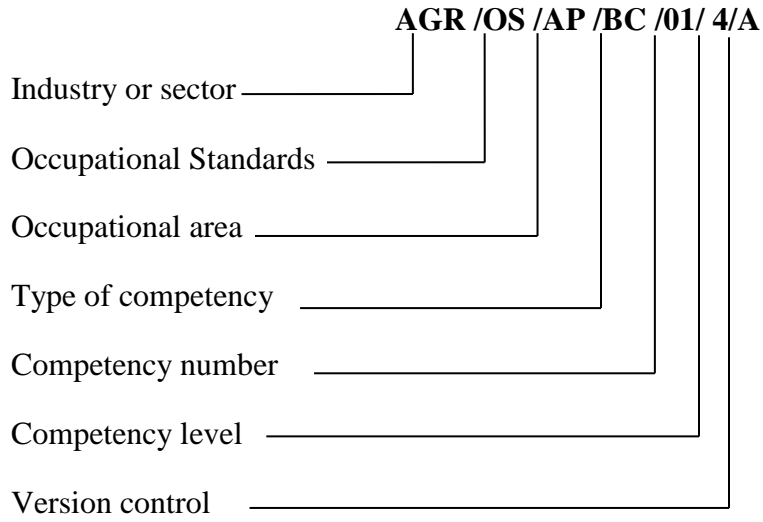 AGR /OS /AP /BC /01/ 4/A
Industry or sector
Occupational Standards
Occupational area
Type of competency
Competency number
Competency level
Version control